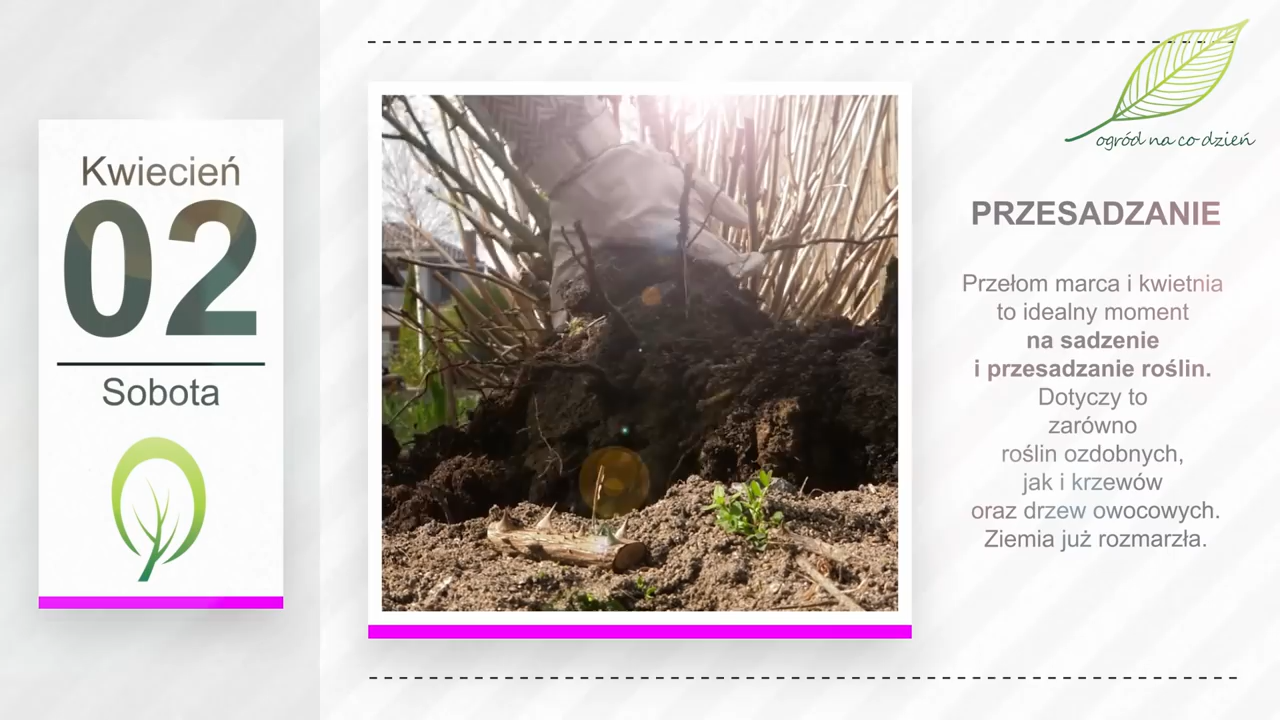 Kwiecień
02
Sobota
ogród na co dzień
PRZESADZANIE
Przełom marca i kwietnia
to idealny moment
na sadzenie
i przesadzanie roślin.
Dotyczy to
zarówno
roślin ozdobnych,
jak i krzewów
oraz drzew owocowych.
Ziemia już rozmarzła.